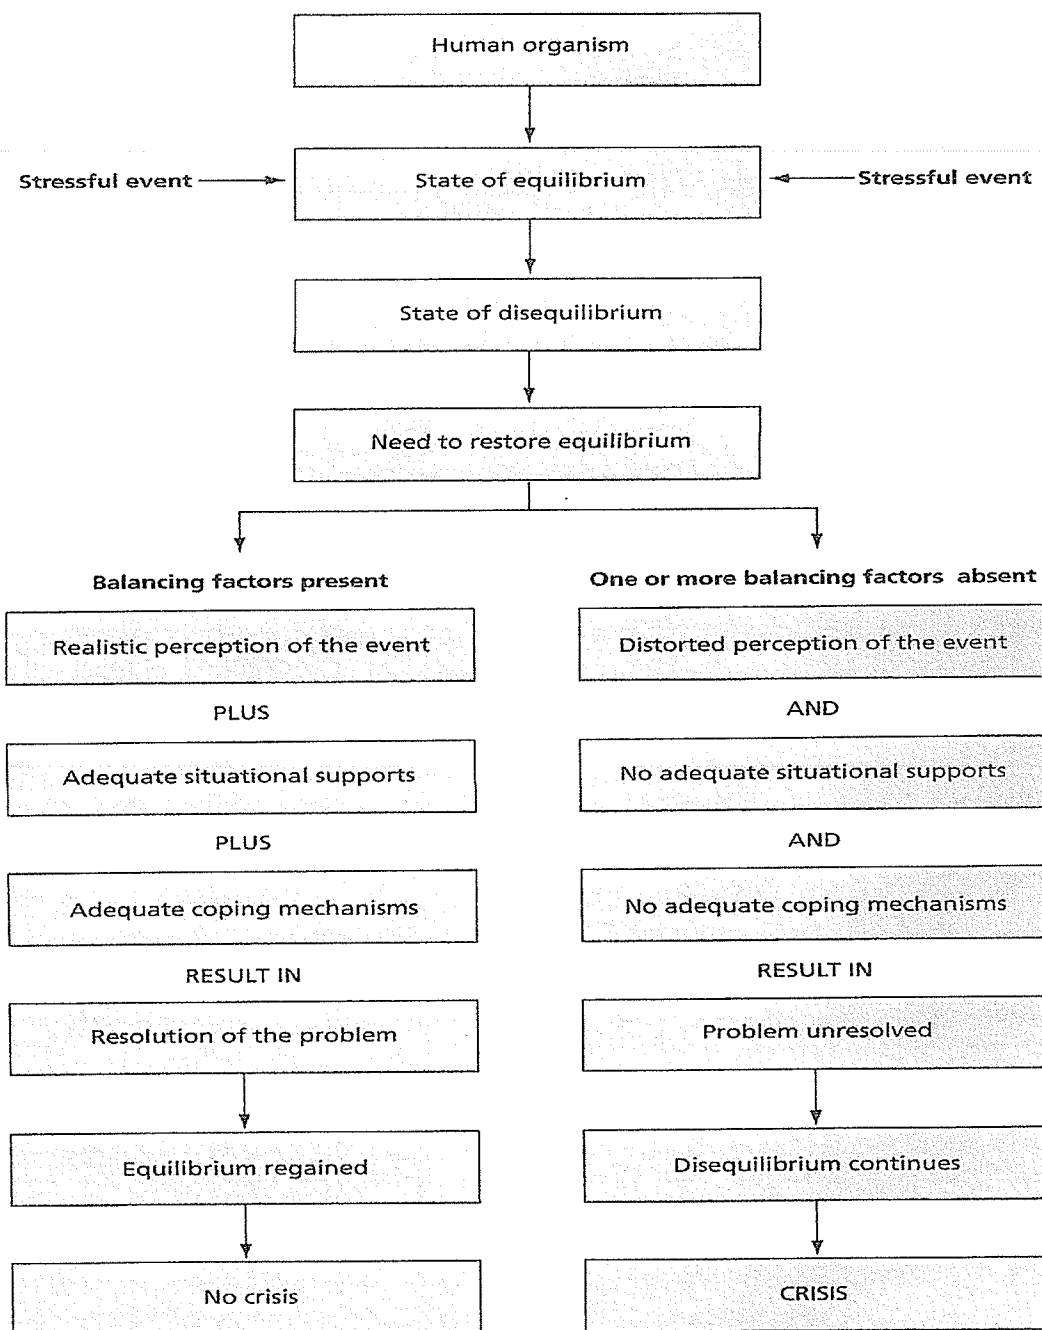 Human organism
Stressful event
State of equilibrium
Stressful event
State of disequilibrium
Need to restore equilibrium
Balancing factors present
Realistic perception of the event
PLUS
Adequate situational supports
PLUS
Adequate coping mechanisms
RESULT IN
Resolution of the problem
Equilibrium regained
No crisis
One or more balancing factors absent
Distorted perception of the event
AND
No adequate situational supports
AND
No adequate coping mechanisms
RESULT IN
Problem unresolved
Disequilibrium continues
CRISIS